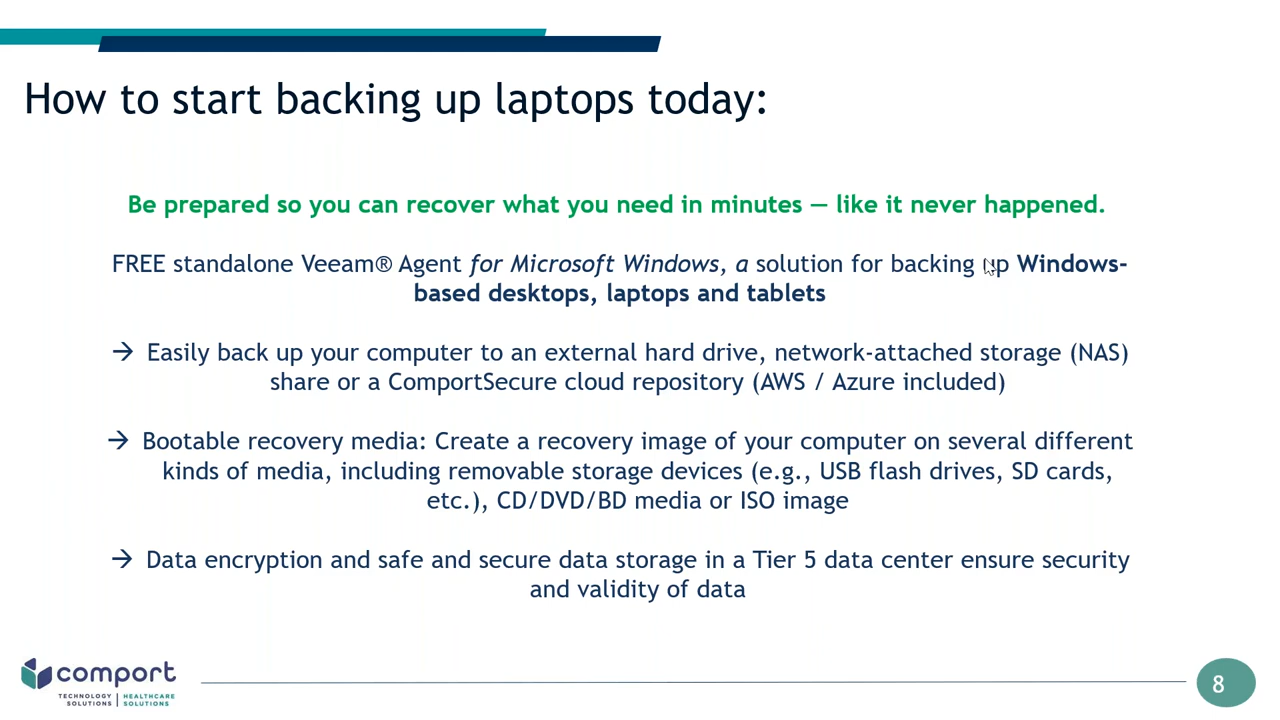 How to start backing up laptops today:
Be prepared so you can recover what you need in minutes — like it never happened.
FREE standalone Veeam® Agent for Microsoft Windows, a solution for backing up Windows-
based desktops, laptops and tablets
→ Easily back up your computer to an external hard drive, network-attached storage (NAS)
share or a ComportSecure cloud repository (AWS / Azure included)
→ Bootable recovery media: Create a recovery image of your computer on several different
kinds of media, including removable storage devices (e.g., USB flash drives, SD cards,
etc.), CD/DVD/BD media or ISO image
→ Data encryption and safe and secure data storage in a Tier 5 data center ensure security
and validity of data
comport
TECHNOLOGY SOLUTIONS | HEALTHCARE SOLUTIONS
8